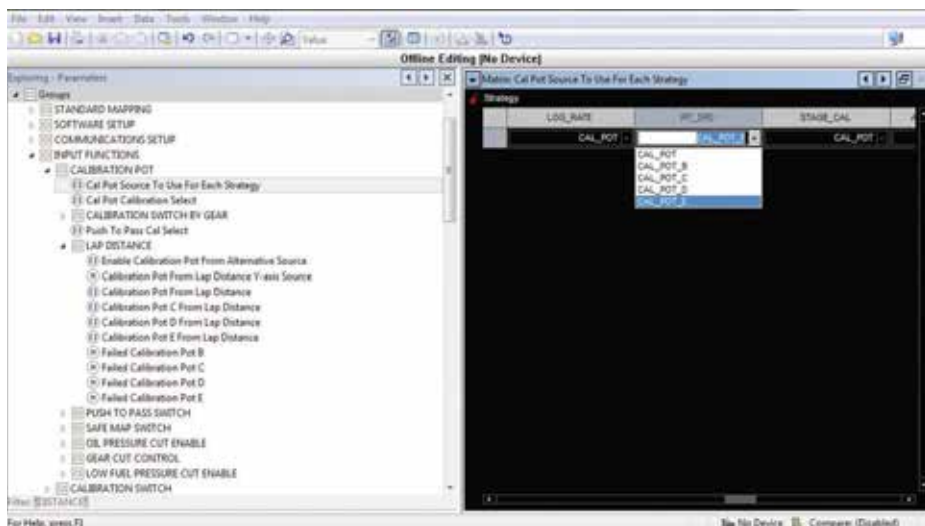 File Edit View Insert Data Tools Window Help
Value
Offline Editing [No Device]
Exploring - Parameters
Groups
STANDARD MAPPING
SOFTWARE SETUP
COMMUNICATIONS SETUP
INPUT FUNCTIONS
CALIBRATION POT
Cal Pot Source To Use For Each Strategy
Cal Pot Calibration Select
CALIBRATION SWITCH BY GEAR
Push To Pass Cal Select
LAP DISTANCE
Enable Calibration Pot From Alternative Source
Calibration Pot From Lap Distance Y-axis Source
Calibration Pot From Lap Distance
Calibration Pot C From Lap Distance
Calibration Pot D From Lap Distance
Calibration Pot E From Lap Distance
Failed Calibration Pot B
Failed Calibration Pot C
Failed Calibration Pot D
Failed Calibration Pot E
PUSH TO PASS SWITCH
SAFE MAP SWITCH
OIL PRESSURE CUT ENABLE
GEAR CUT CONTROL
LOW FUEL PRESSURE CUT ENABLE
CALIBRATION SWITCH
Filter: [DISTANCE]
Matrix: Cal Pot Source To Use For Each Strategy
Strategy
LOG_RATE STAGE_CAL
CAL_POT CAL_POT_E CAL_POT
CAL_POT
CAL_POT_B
CAL_POT_C
CAL_POT_D
CAL_POT_E
For Help, press F1
No Device Compare (Disabled)